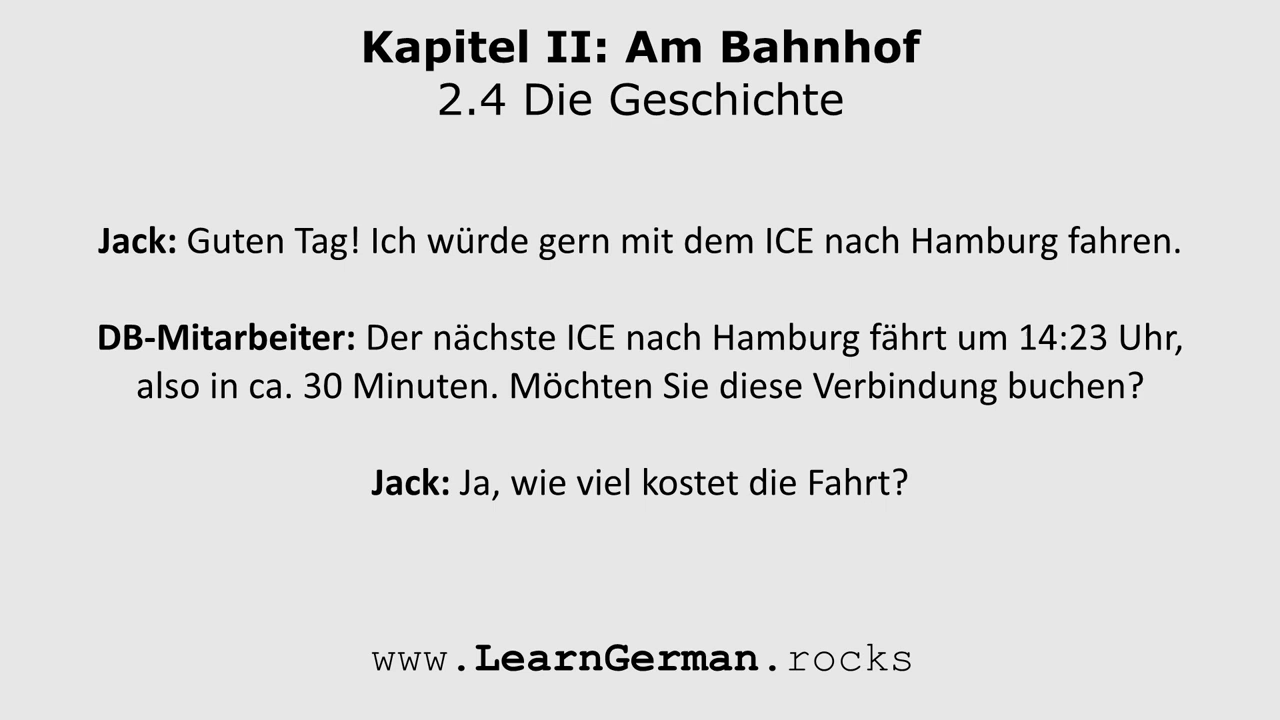 Kapitel II: Am Bahnhof
2.4 Die Geschichte
Jack: Guten Tag! Ich würde gern mit dem ICE nach Hamburg fahren.
DB-Mitarbeiter: Der nächste ICE nach Hamburg fährt um 14:23 Uhr,
also in ca. 30 Minuten. Möchten Sie diese Verbindung buchen?
Jack: Ja, wie viel kostet die Fahrt?
www.LearnGerman.rocks